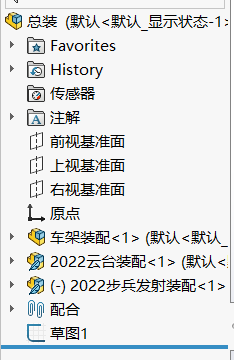 总装 (默认<默认_显示状态-1>
Favorites
History
传感器
注解
前视基准面
上视基准面
右视基准面
原点
车架装配<1> (默认<默认_
2022云台装配<1> (默认<
(-) 2022步兵发射装配<1>
配合
草图1